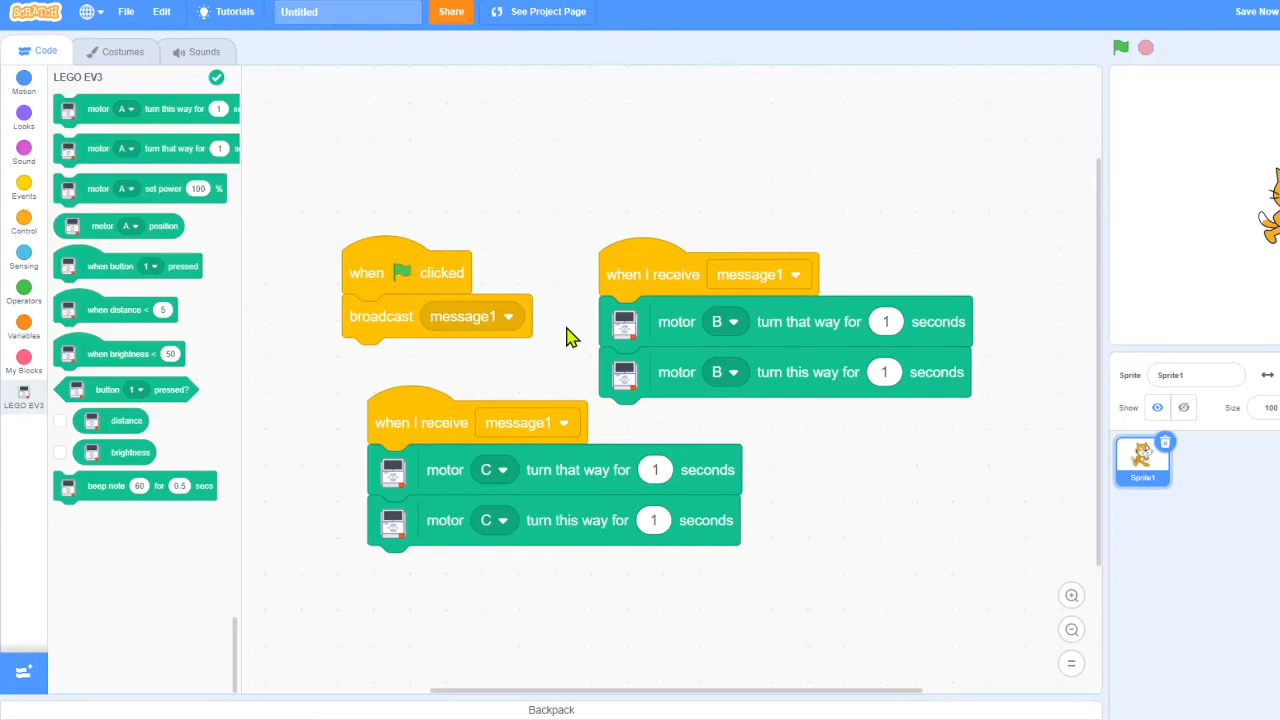 SCRATCH File Edit Tutorials Untitled Share See Project Page Save Now
Code Costumes Sounds
Motion
Looks
Sound
Events
Control
Sensing
Operators
Variables
My Blocks
LEGO EV3
LEGO EV3
motor A turn this way for 1 se
motor A turn that way for 1 se
motor A set power 100 %
motor A position
when button 1 pressed
when distance < 5
when brightness < 50
button 1 pressed?
distance
brightness
beep note 60 for 0.5 secs
when clicked
broadcast message1
when I receive message1
motor B turn that way for 1 seconds
motor B turn this way for 1 seconds
when I receive message1
motor C turn that way for 1 seconds
motor C turn this way for 1 seconds
Sprite Sprite1
Show Size 100
Sprite1
Backpack